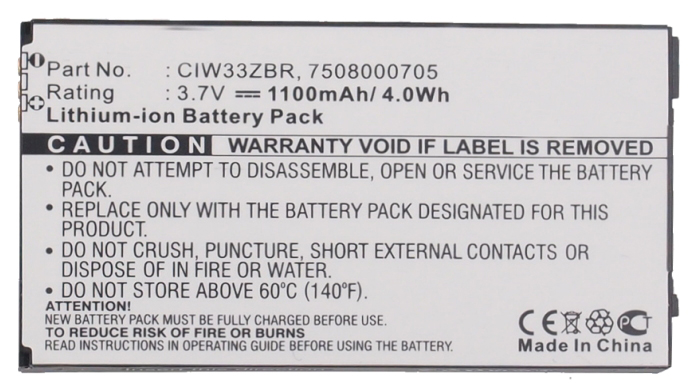 Part No. : CIW33ZBR, 7508000705
Rating : 3.7V ⎓ 1100mAh/ 4.0Wh
Lithium-ion Battery Pack
CAUTION WARRANTY VOID IF LABEL IS REMOVED
• DO NOT ATTEMPT TO DISASSEMBLE, OPEN OR SERVICE THE BATTERY
PACK.
• REPLACE ONLY WITH THE BATTERY PACK DESIGNATED FOR THIS
PRODUCT.
• DO NOT CRUSH, PUNCTURE, SHORT EXTERNAL CONTACTS OR
DISPOSE OF IN FIRE OR WATER.
• DO NOT STORE ABOVE 60°C (140°F).
ATTENTION!
NEW BATTERY PACK MUST BE FULLY CHARGED BEFORE USE.
TO REDUCE RISK OF FIRE OR BURNS
READ INSTRUCTIONS IN OPERATING GUIDE BEFORE INSTALLING BATTERY PACK.
CE PCT
Made In China